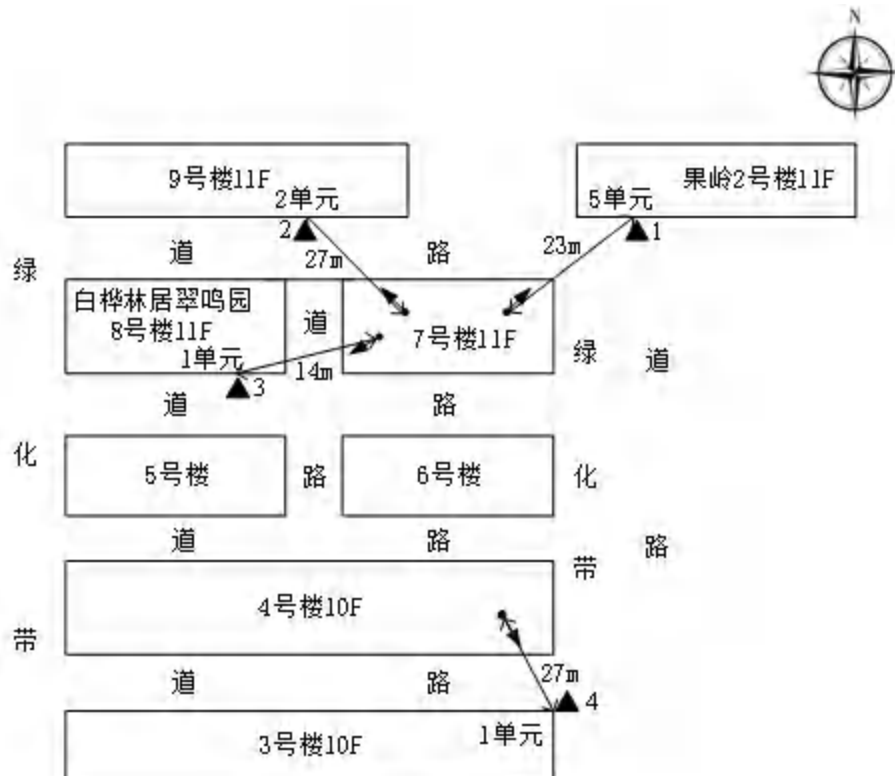 N
9号楼11F
2单元
果岭2号楼11F
5单元
2
1
27m
23m
绿
道
路
白桦林居翠鸣园
8号楼11F
1单元
道
7号楼11F
绿
道
3
14m
道
路
化
5号楼
路
6号楼
化
道
路
带
路
4号楼10F
带
道
路
27m
4
1单元
3号楼10F